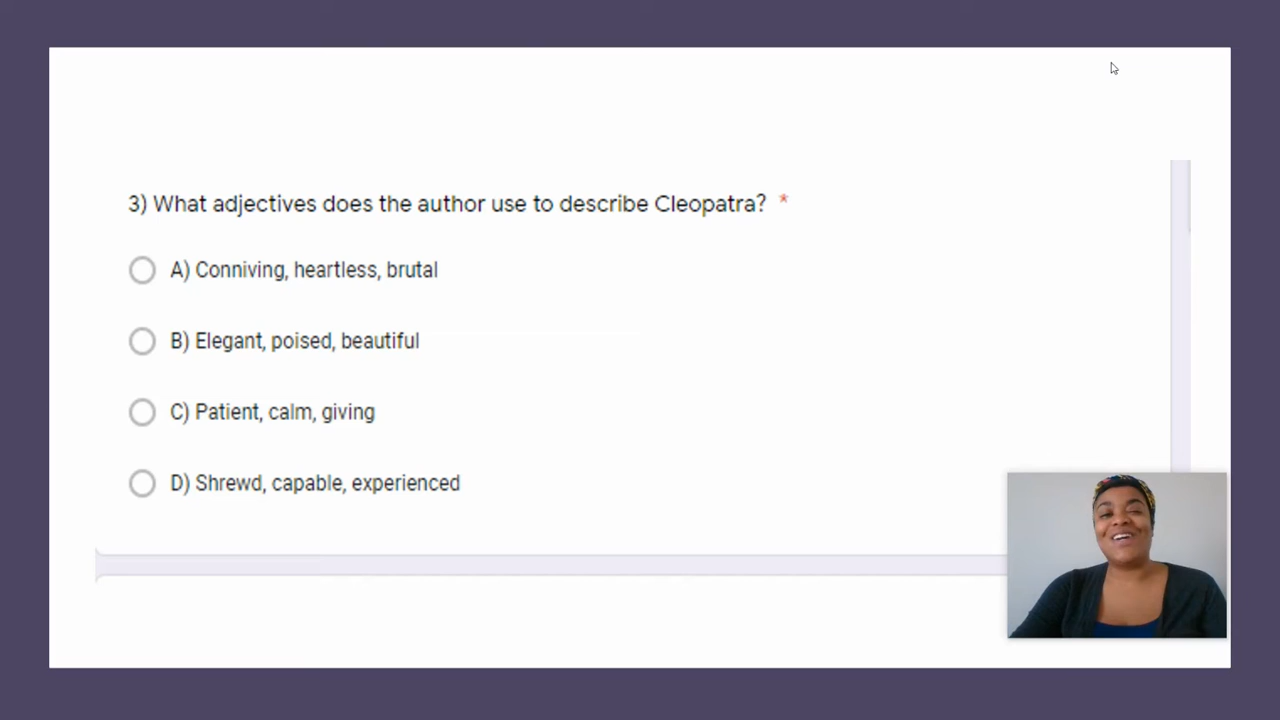 3) What adjectives does the author use to describe Cleopatra? *
A) Conniving, heartless, brutal
B) Elegant, poised, beautiful
C) Patient, calm, giving
D) Shrewd, capable, experienced